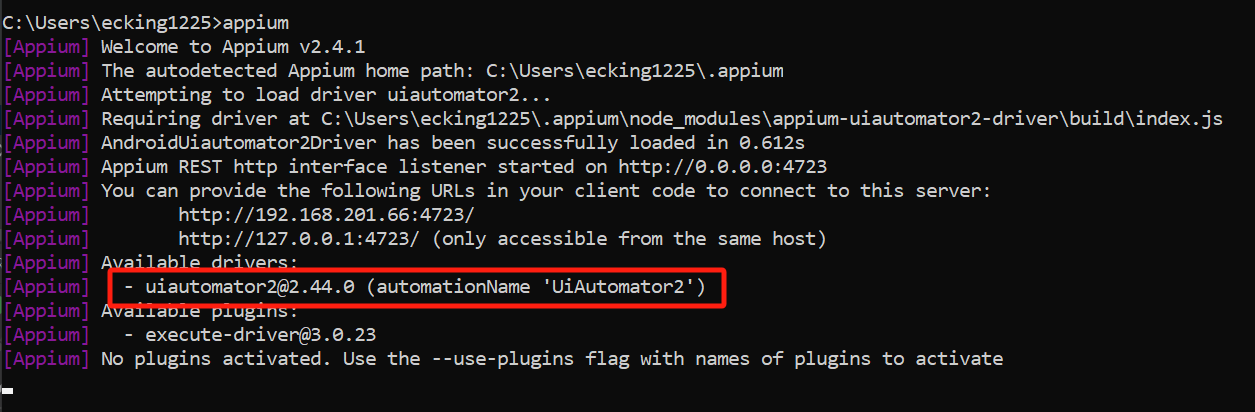 C:\Users\ecking1225>appium
[Appium] Welcome to Appium v2.4.1
[Appium] The autodetected Appium home path: C:\Users\ecking1225\.appium
[Appium] Attempting to load driver uiautomator2...
[Appium] Requiring driver at C:\Users\ecking1225\.appium\node_modules\appium-uiautomator2-driver\build\index.js
[Appium] AndroidUiautomator2Driver has been successfully loaded in 0.612s
[Appium] Appium REST http interface listener started on http://0.0.0.0:4723
[Appium] You can provide the following URLs in your client code to connect to this server:
[Appium] http://192.168.201.66:4723/
[Appium] http://127.0.0.1:4723/ (only accessible from the same host)
[Appium] Available drivers:
[Appium] - uiautomator2@2.44.0 (automationName 'UiAutomator2')
[Appium] Available plugins:
[Appium] - execute-driver@3.0.23
[Appium] No plugins activated. Use the --use-plugins flag with names of plugins to activate